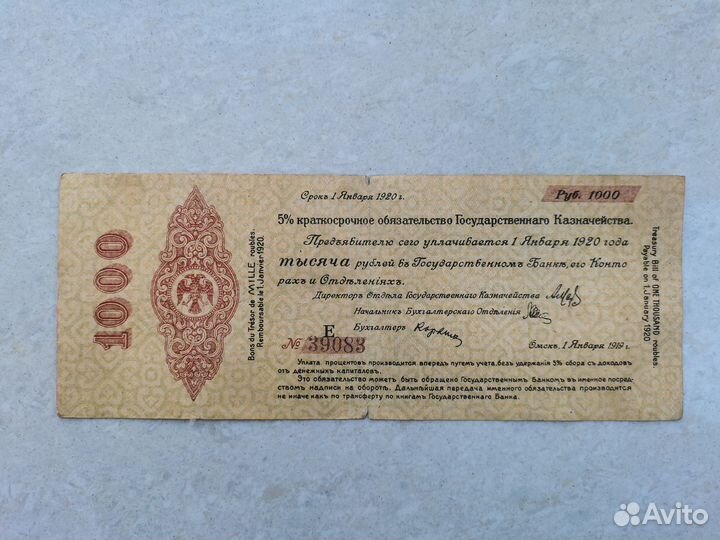 1000
Bons du Trésor de MILLE roubles.
Remboursable le 1. Janvier 1920.
Срокъ 1 Января 1920 г.
Руб. 1000
5% краткосрочное обязательство Государственнаго Казначейства.
Предъявителю сего уплачивается 1 Января 1920 года
тысяча рублей въ Государственномъ Банкѣ, его Конто
рахъ и Отдѣленіяхъ.
Директоръ Отдѣла Государственнаго Казначейства
Начальникъ Бухгалтерскаго Отдѣленія
Бухгалтеръ
Е
№ 39083
Омскъ, 1 Января 1919 г.
Уплата процентовъ производится впередъ путемъ учета, безъ удержанія 5% сбора съ доходовъ
отъ денежныхъ капиталовъ.
Это обязательство можетъ быть обращено Государственнымъ Банкомъ въ именное посред-
ствомъ надписи на оборотѣ. Дальнѣйшая передача именного обязательства производится
не иначе какъ по трансферту по книгамъ Государственнаго Банка.
Treasury Bill of ONE THOUSAND roubles.
Payable on 1. January 1920.
Avito